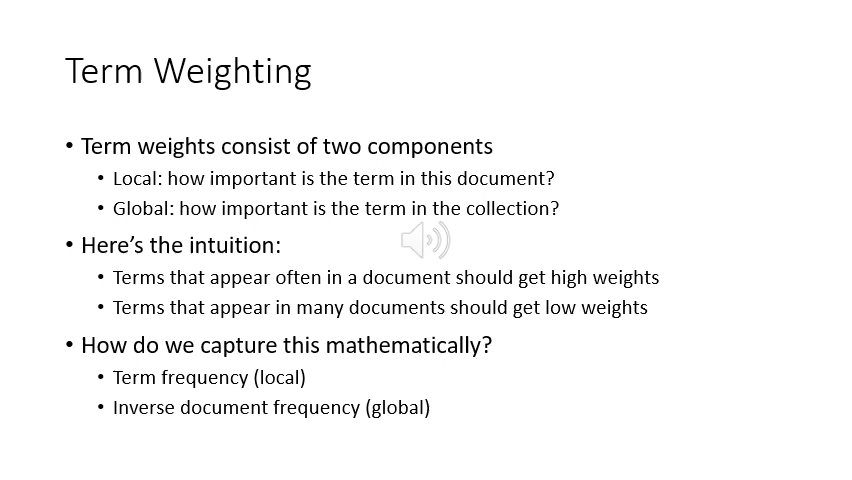 Term Weighting
• Term weights consist of two components
• Local: how important is the term in this document?
• Global: how important is the term in the collection?
• Here’s the intuition:
• Terms that appear often in a document should get high weights
• Terms that appear in many documents should get low weights
• How do we capture this mathematically?
• Term frequency (local)
• Inverse document frequency (global)